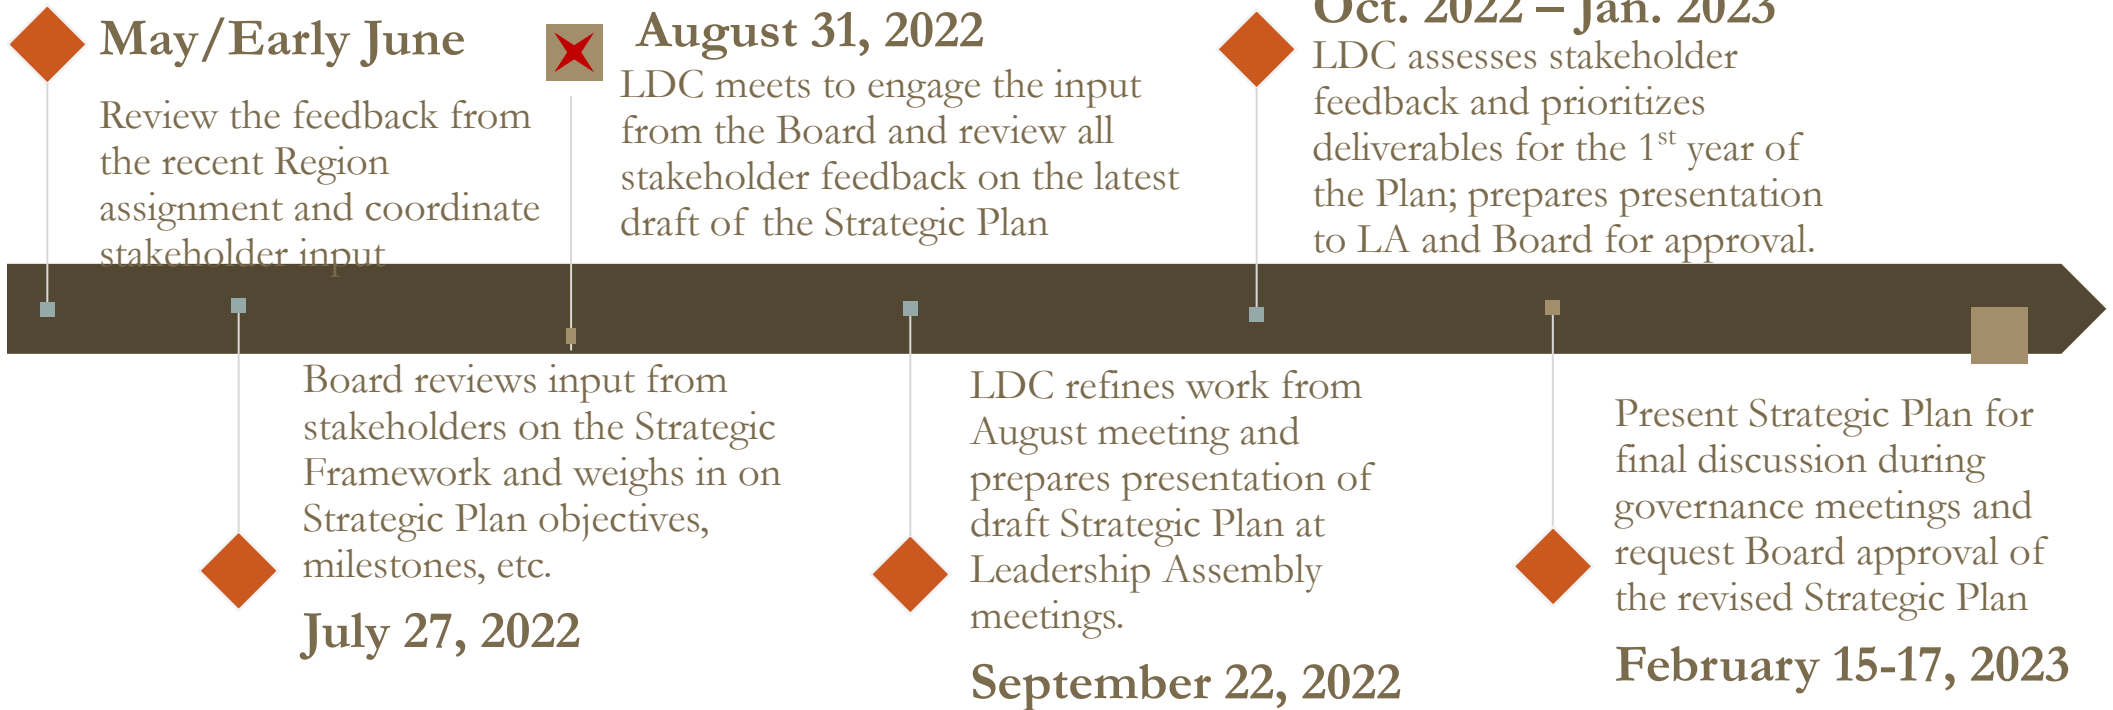 May/Early June
Review the feedback from
the recent Region
assignment and coordinate
stakeholder input
August 31, 2022
LDC meets to engage the input
from the Board and review all
stakeholder feedback on the latest
draft of the Strategic Plan
Oct. 2022 – Jan. 2023
LDC assesses stakeholder
feedback and prioritizes
deliverables for the 1st year of
the Plan; prepares presentation
to LA and Board for approval.
Board reviews input from
stakeholders on the Strategic
Framework and weighs in on
Strategic Plan objectives,
milestones, etc.
July 27, 2022
LDC refines work from
August meeting and
prepares presentation of
draft Strategic Plan at
Leadership Assembly
meetings.
September 22, 2022
Present Strategic Plan for
final discussion during
governance meetings and
request Board approval of
the revised Strategic Plan
February 15-17, 2023